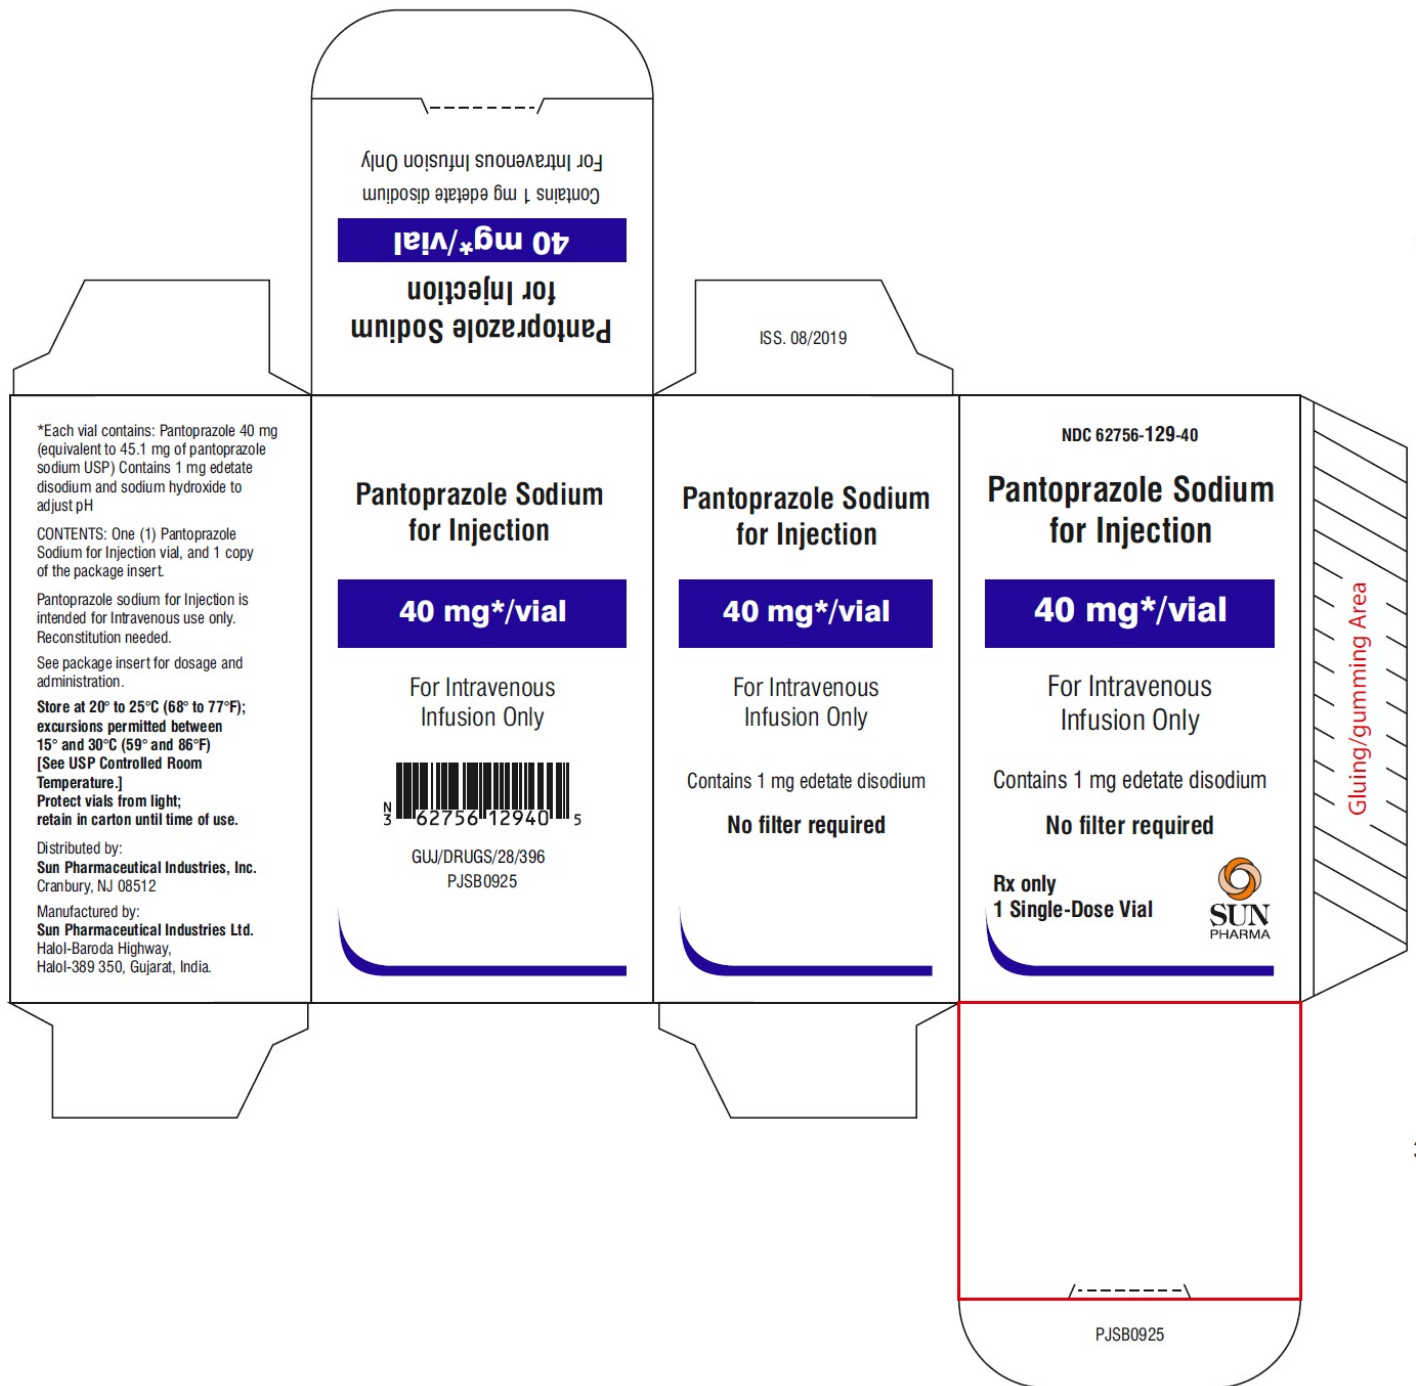 For Intravenous Infusion Only
Contains 1 mg edetate disodium
40 mg*/vial
for Injection
Pantoprazole Sodium
ISS. 08/2019
*Each vial contains: Pantoprazole 40 mg
(equivalent to 45.1 mg of pantoprazole
sodium USP) Contains 1 mg edetate
disodium and sodium hydroxide to
adjust pH
CONTENTS: One (1) Pantoprazole
Sodium for Injection vial, and 1 copy
of the package insert.
Pantoprazole sodium for Injection is
intended for Intravenous use only.
Reconstitution needed.
See package insert for dosage and
administration.
Store at 20° to 25°C (68° to 77°F);
excursions permitted between
15° and 30°C (59° and 86°F)
[See USP Controlled Room
Temperature.]
Protect vials from light;
retain in carton until time of use.
Distributed by:
Sun Pharmaceutical Industries, Inc.
Cranbury, NJ 08512
Manufactured by:
Sun Pharmaceutical Industries Ltd.
Halol-Baroda Highway,
Halol-389 350, Gujarat, India.
Pantoprazole Sodium
for Injection
40 mg*/vial
For Intravenous
Infusion Only
N
3 62756 12940 5
GUJ/DRUGS/28/396
PJSB0925
Pantoprazole Sodium
for Injection
40 mg*/vial
For Intravenous
Infusion Only
Contains 1 mg edetate disodium
No filter required
NDC 62756-129-40
Pantoprazole Sodium
for Injection
40 mg*/vial
For Intravenous
Infusion Only
Contains 1 mg edetate disodium
No filter required
Rx only
1 Single-Dose Vial
SUN
PHARMA
Gluing/gumming Area
PJSB0925